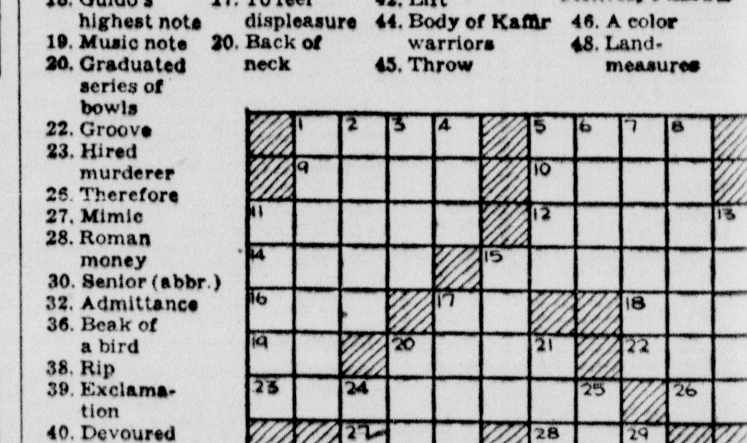 highest note
19. Music note
20. Graduated
series of
bowls
22. Groove
23. Hired
murderer
26. Therefore
27. Mimic
28. Roman
money
30. Senior (abbr.)
32. Admittance
36. Beak of
a bird
38. Rip
39. Exclama-
tion
40. Devoured
displeasure
20. Back of
neck
44. Body of Kaffir
warriors
45. Throw
46. A color
48. Land-
measures
1 2 3 4 5 6 7 8
9 10
11 12 13
14 15
16 17 18
19 20 21 22
23 24 25 26
27 28 29